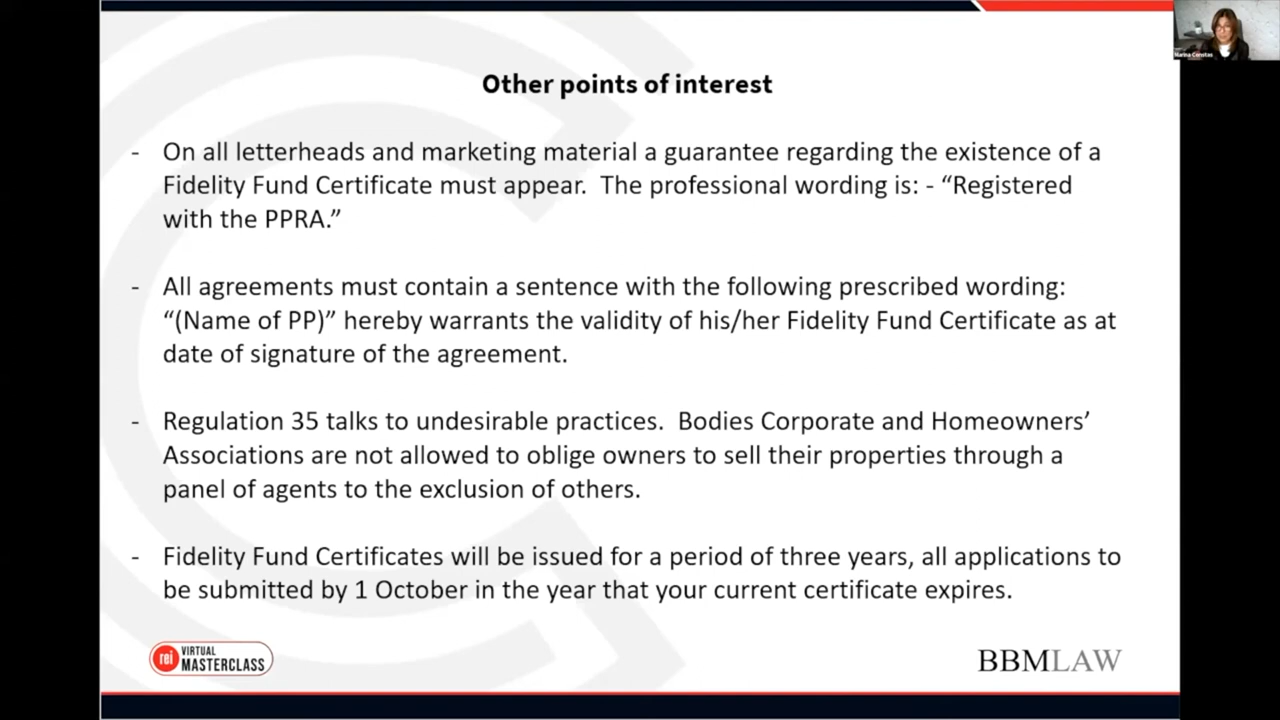 Other points of interest
- On all letterheads and marketing material a guarantee regarding the existence of a
Fidelity Fund Certificate must appear.  The professional wording is: - “Registered
with the PPRA.”
- All agreements must contain a sentence with the following prescribed wording:
“(Name of PP)” hereby warrants the validity of his/her Fidelity Fund Certificate as at
date of signature of the agreement.
- Regulation 35 talks to undesirable practices.  Bodies Corporate and Homeowners’
Associations are not allowed to oblige owners to sell their properties through a
panel of agents to the exclusion of others.
- Fidelity Fund Certificates will be issued for a period of three years, all applications to
be submitted by 1 October in the year that your current certificate expires.
rei VIRTUAL
MASTERCLASS
BBMLAW